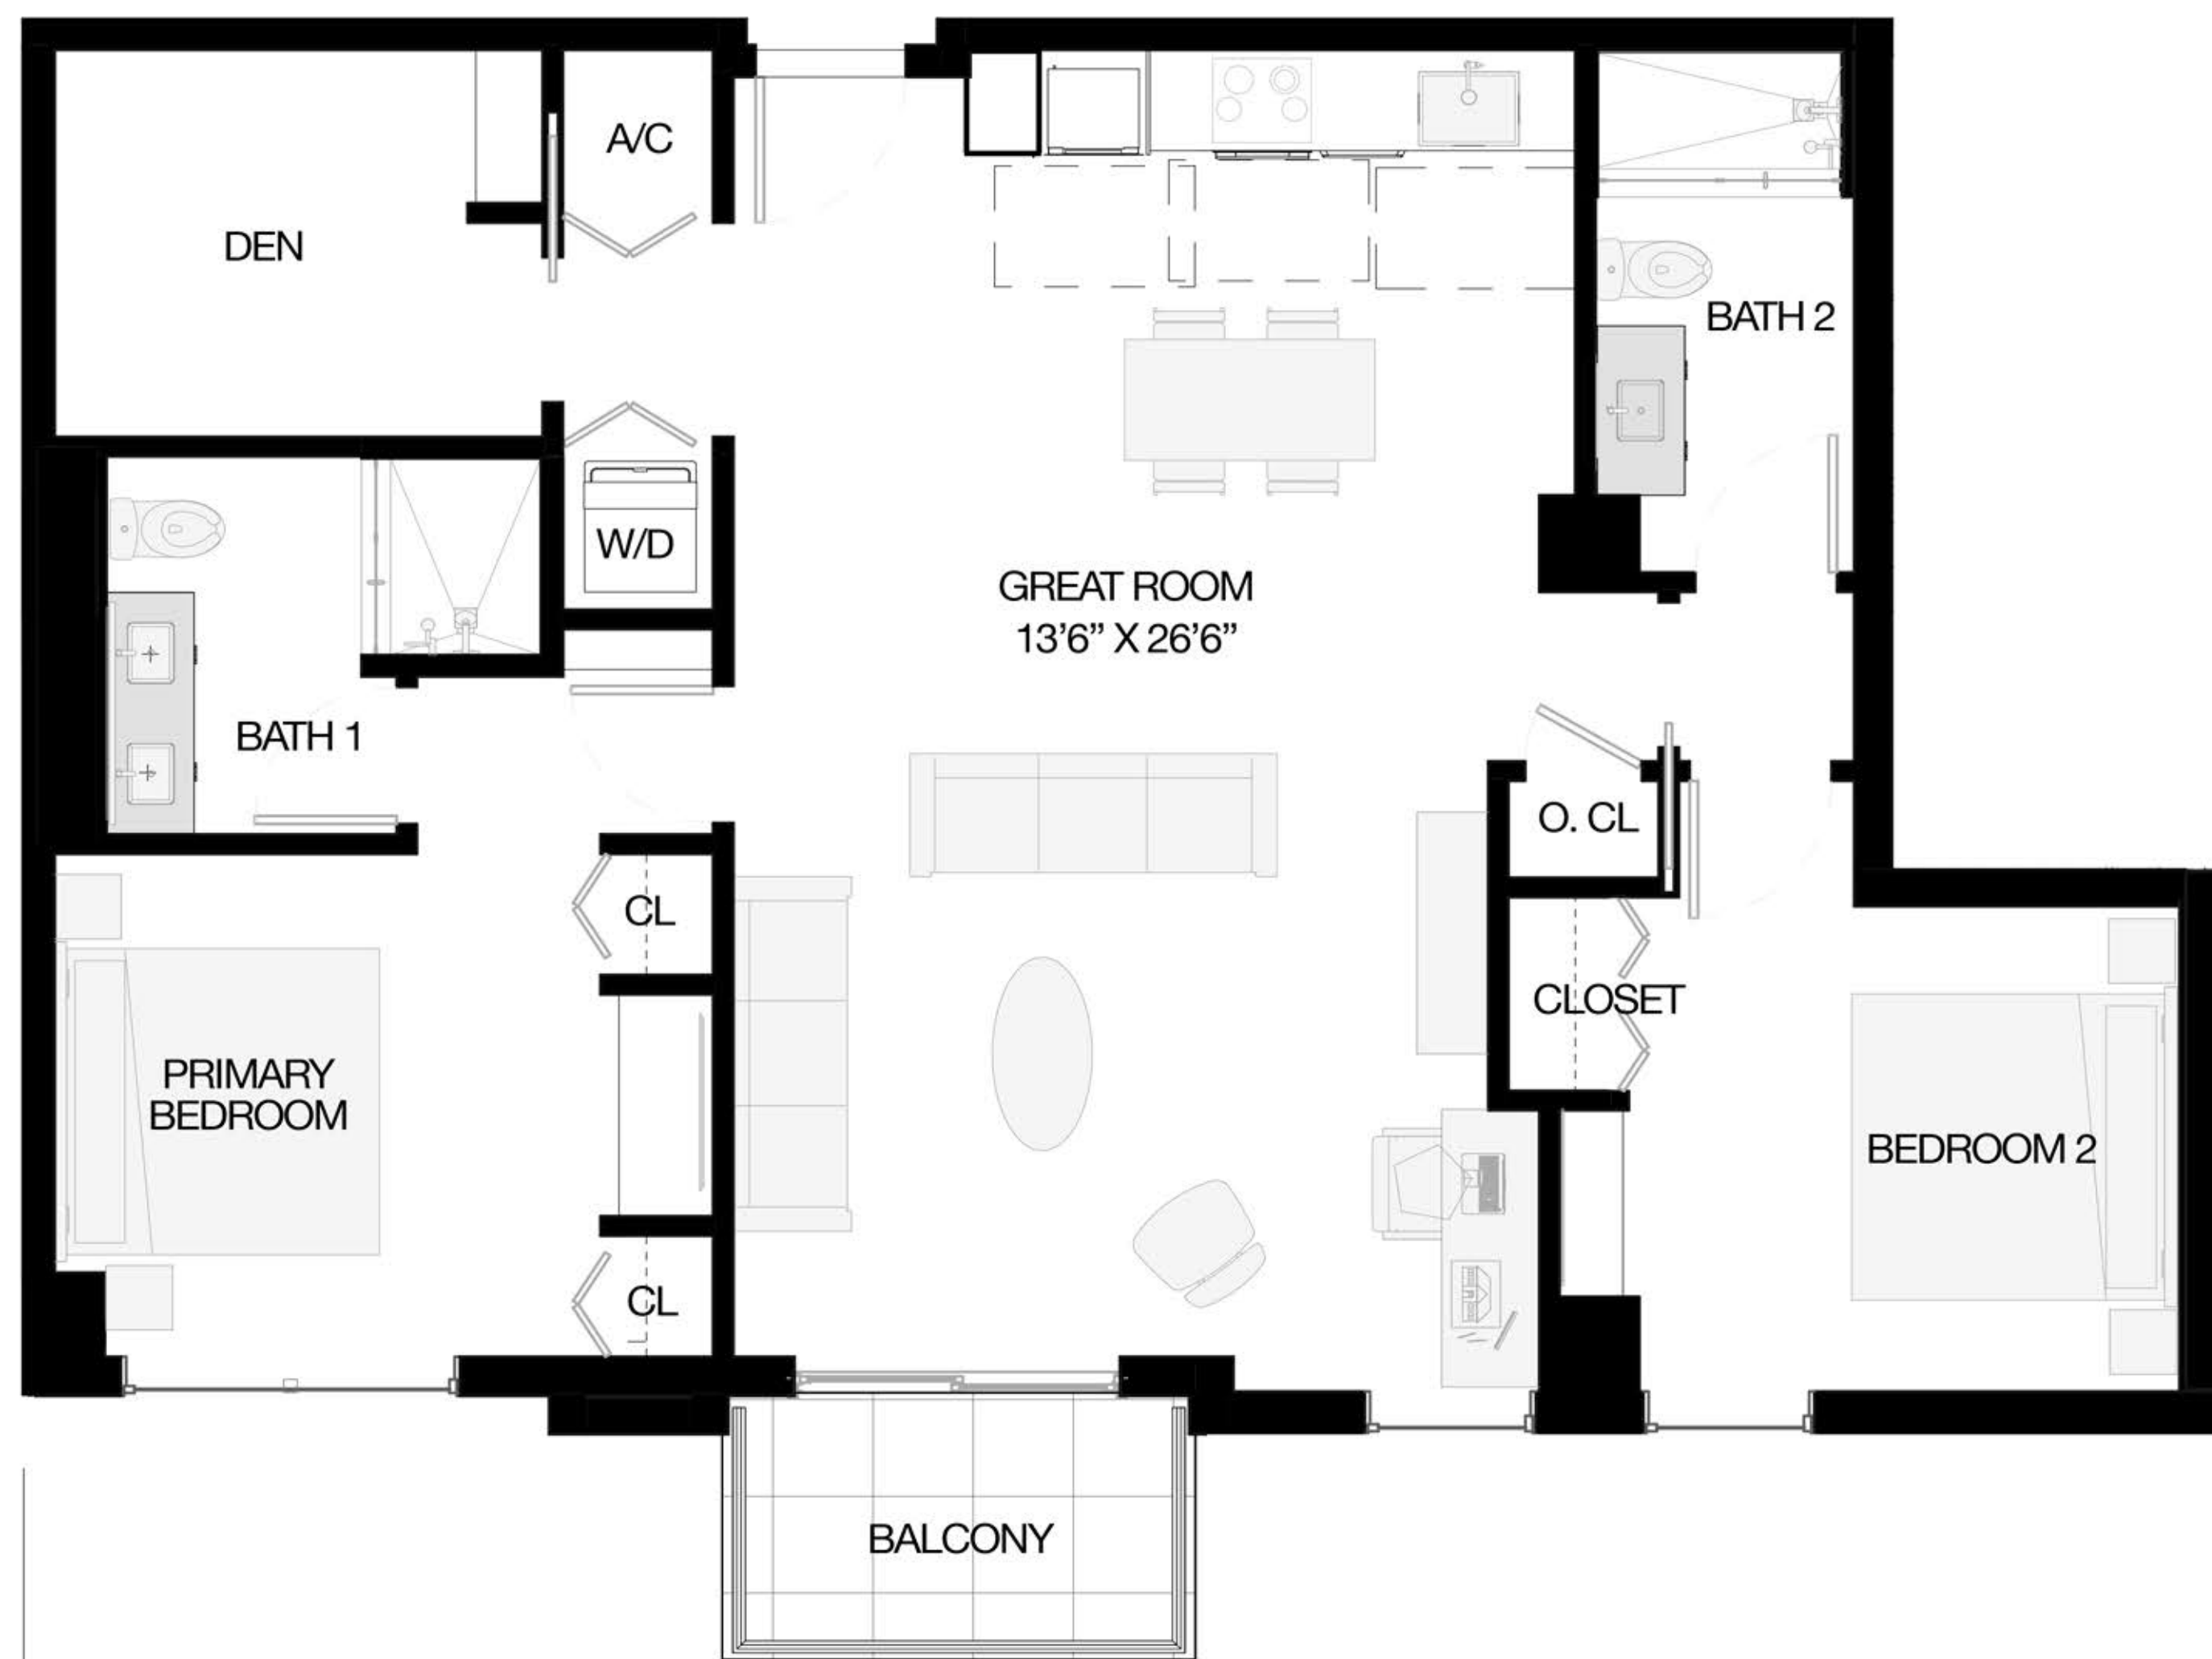 A/C
DEN
BATH 2
W/D
GREAT ROOM
13'6” X 26'6”
BATH 1
O. CL
CL
CLOSET
PRIMARY
BEDROOM
BEDROOM 2
CL
BALCONY